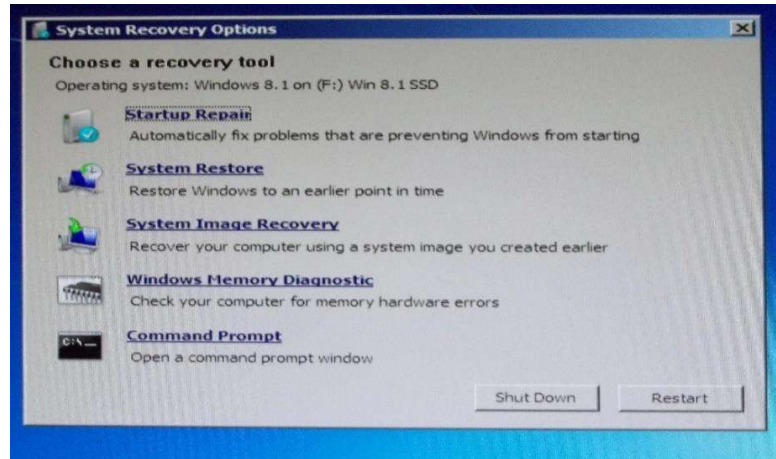 System Recovery Options
Choose a recovery tool
Operating system: Windows 8.1 on (F:) Win 8.1 SSD
Startup Repair
Automatically fix problems that are preventing Windows from starting
System Restore
Restore Windows to an earlier point in time
System Image Recovery
Recover your computer using a system image you created earlier
Windows Memory Diagnostic
Check your computer for memory hardware errors
C:\_
Command Prompt
Open a command prompt window
Shut Down Restart